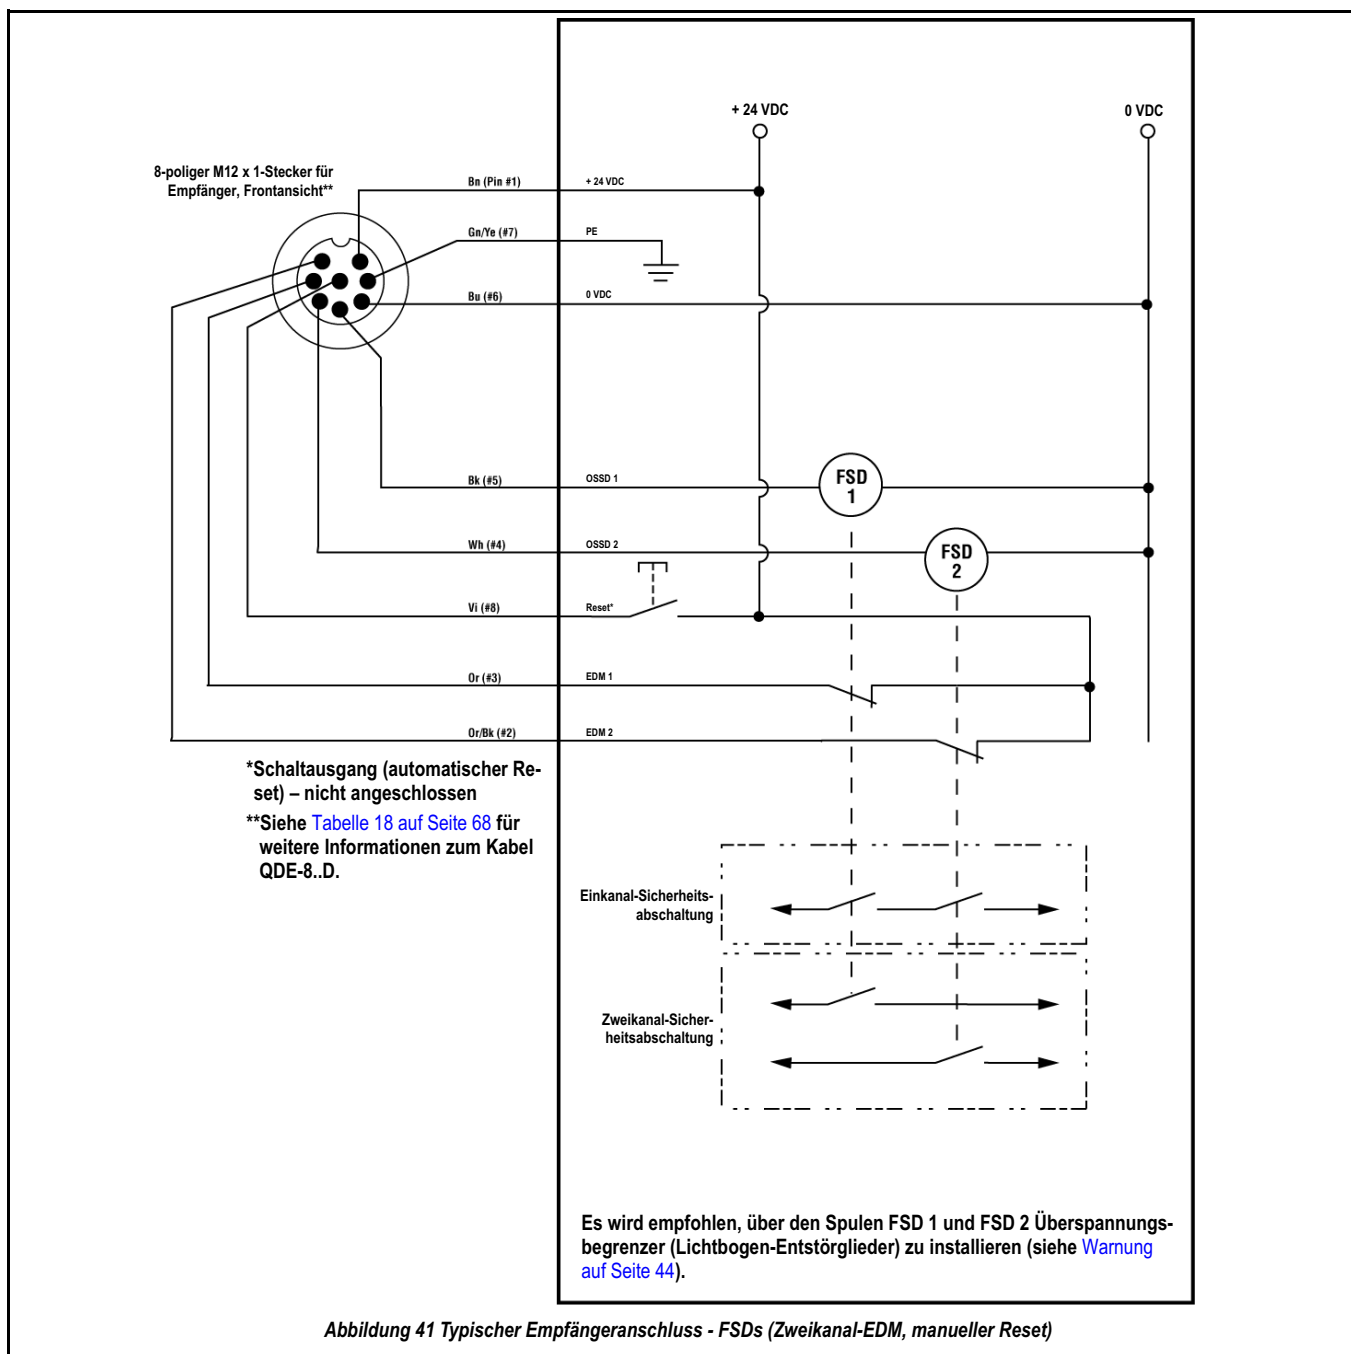 + 24 VDC
0 VDC
8-poliger M12 x 1-Stecker für
Empfänger, Frontansicht**
Bn (Pin #1)
+ 24 VDC
Gn/Ye (#7)
PE
Bu (#6)
0 VDC
Bk (#5)
OSSD 1
FSD
1
Wh (#4)
OSSD 2
FSD
2
Vi (#8)
Reset*
Or (#3)
EDM 1
Or/Bk (#2)
EDM 2
*Schaltausgang (automatischer Re-
set) – nicht angeschlossen
**Siehe Tabelle 18 auf Seite 68 für
weitere Informationen zum Kabel
QDE-8..D.
Einkanal-Sicherheits-
abschaltung
Zweikanal-Sicher-
heitsabschaltung
Es wird empfohlen, über den Spulen FSD 1 und FSD 2 Überspannungs-
begrenzer (Lichtbogen-Entstörglieder) zu installieren (siehe Warnung
auf Seite 44).
Abbildung 41 Typischer Empfängeranschluss - FSDs (Zweikanal-EDM, manueller Reset)